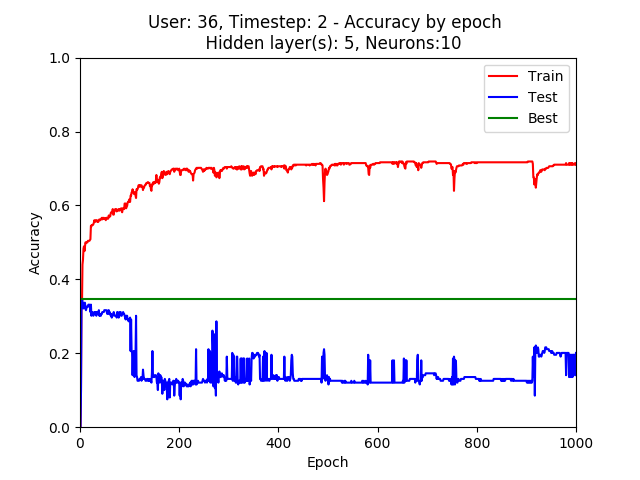 User: 36, Timestep: 2 - Accuracy by epoch
Hidden layer(s): 5, Neurons:10
1.0
0.8
0.6
0.4
0.2
0.0
Accuracy
Train
Test
Best
0
200
400
600
800
1000
Epoch